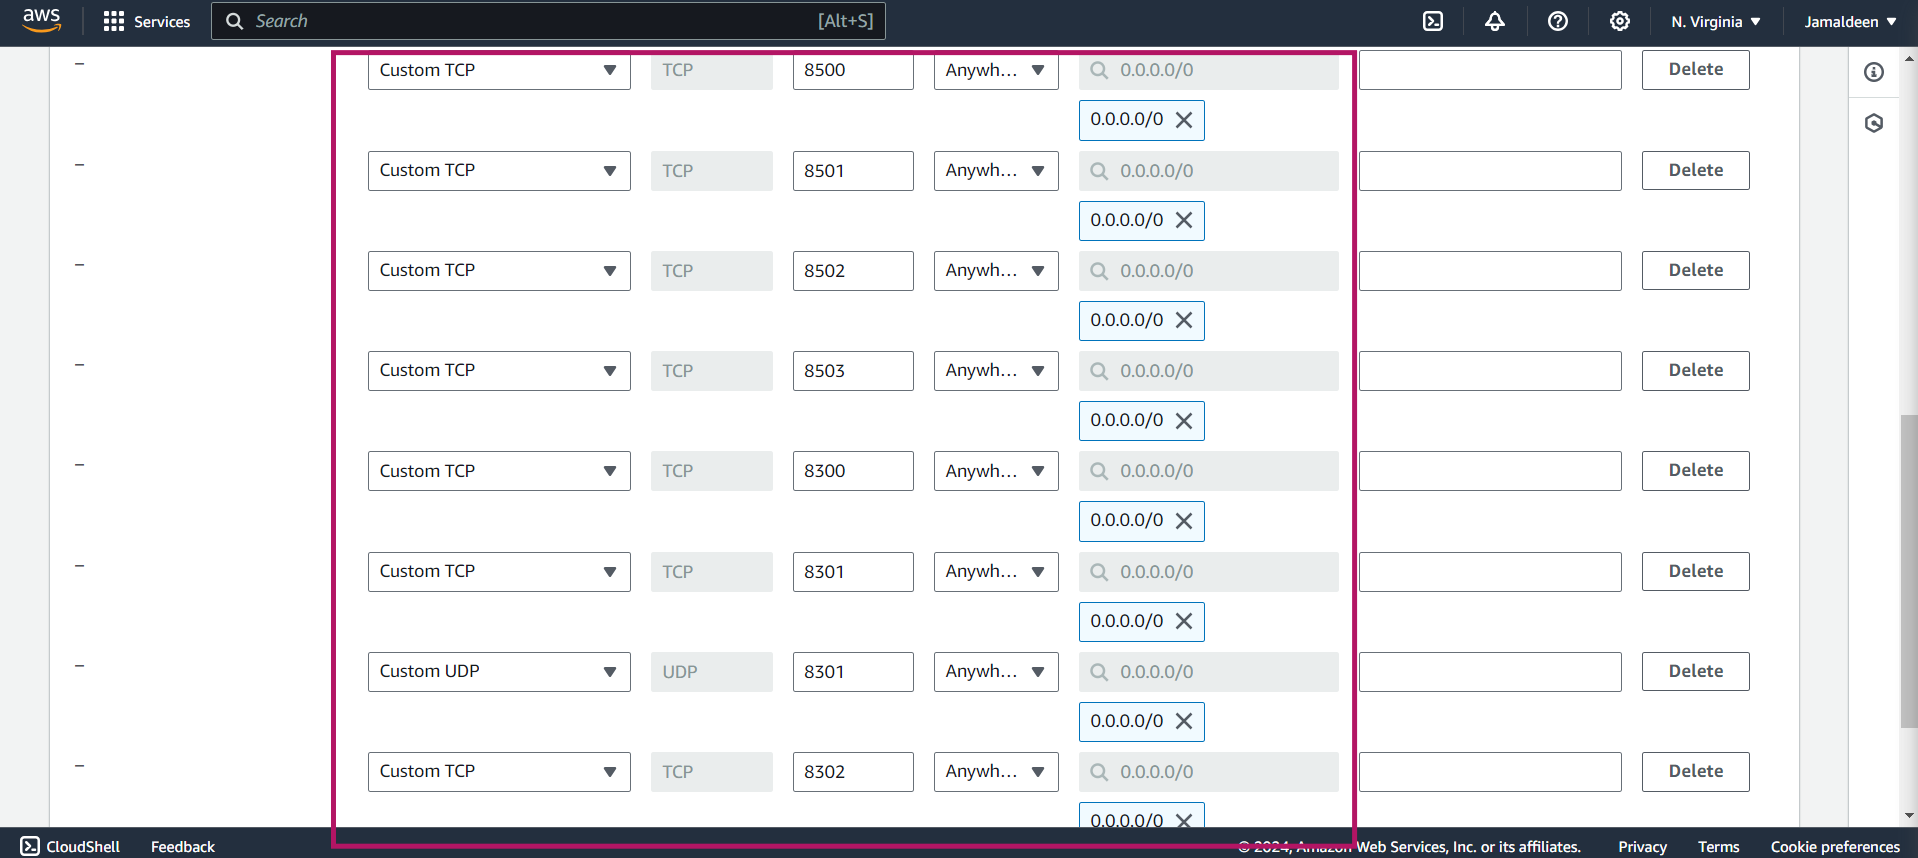 aws Services Search [Alt+S] N. Virginia Jamaldeen
– Custom TCP TCP 8500 Anywh... 0.0.0.0/0 Delete
0.0.0.0/0
– Custom TCP TCP 8501 Anywh... 0.0.0.0/0 Delete
0.0.0.0/0
– Custom TCP TCP 8502 Anywh... 0.0.0.0/0 Delete
0.0.0.0/0
– Custom TCP TCP 8503 Anywh... 0.0.0.0/0 Delete
0.0.0.0/0
– Custom TCP TCP 8300 Anywh... 0.0.0.0/0 Delete
0.0.0.0/0
– Custom TCP TCP 8301 Anywh... 0.0.0.0/0 Delete
0.0.0.0/0
– Custom UDP UDP 8301 Anywh... 0.0.0.0/0 Delete
0.0.0.0/0
– Custom TCP TCP 8302 Anywh... 0.0.0.0/0 Delete
0.0.0.0/0
CloudShell Feedback © 2024, Amazon Web Services, Inc. or its affiliates. Privacy Terms Cookie preferences